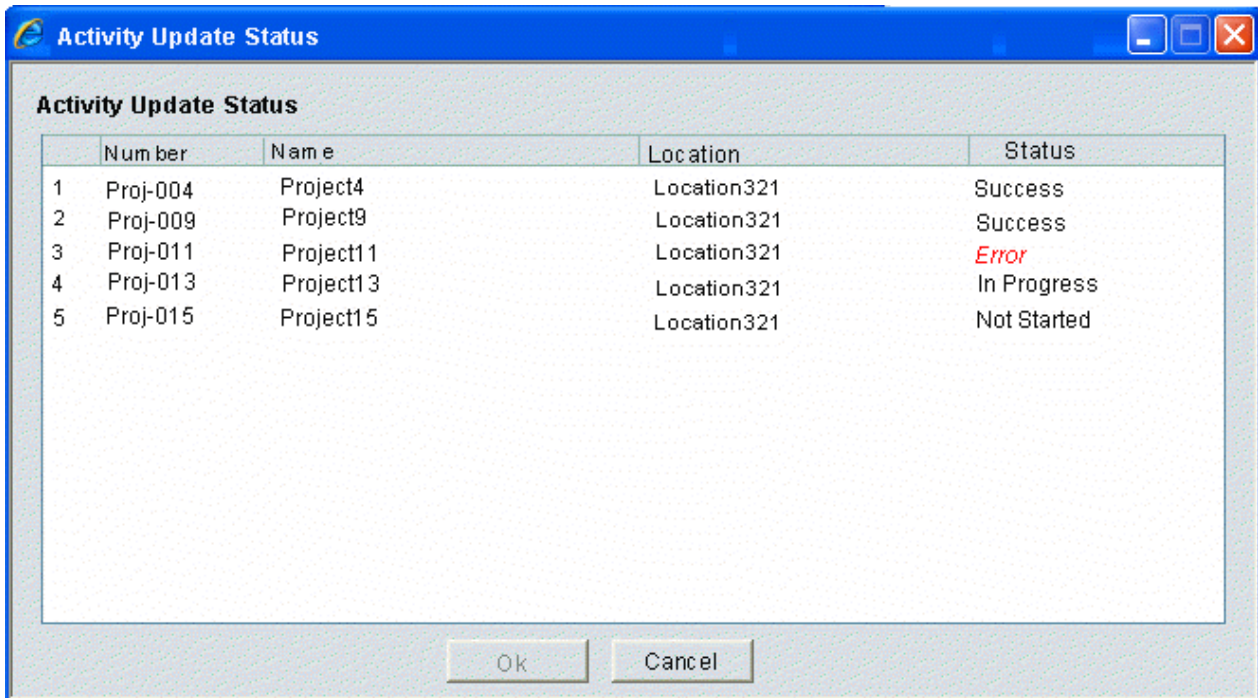 Activity Update Status
Activity Update Status
Number Name Location Status
1 Proj-004 Project4 Location321 Success
2 Proj-009 Project9 Location321 Success
3 Proj-011 Project11 Location321 Error
4 Proj-013 Project13 Location321 In Progress
5 Proj-015 Project15 Location321 Not Started
Ok Cancel